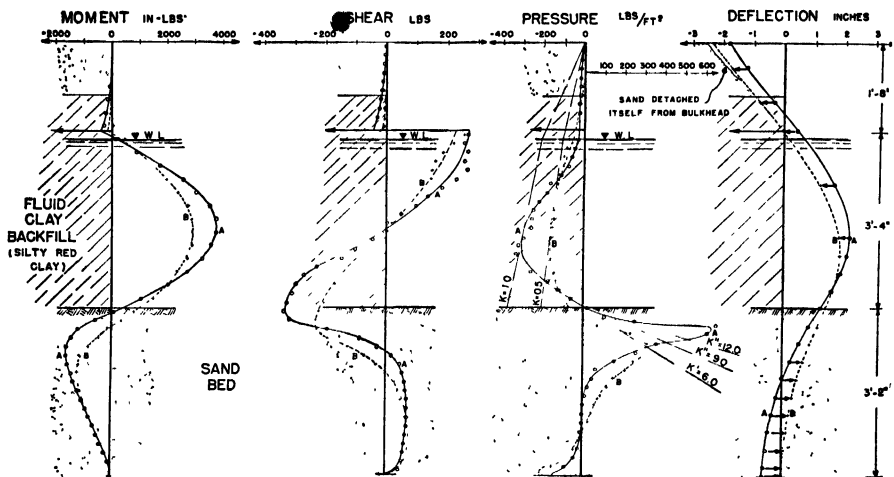 MOMENT IN-LBS'
-2000 0 2000 4000
SHEAR LBS
-400 -200 0 200
PRESSURE LBS/FT²
-400 -200 0
100 200 300 400 500 600
DEFLECTION INCHES
-2 -1 0 1 2
SAND DETACHED
ITSELF FROM BULKHEAD
1'-8"
W L
W.L.
W L.
FLUID
CLAY
BACKFILL
(SILTY RED
CLAY)
3'-4"
A
B
A
B
A
B
B
A
K=1.0
K=0.5
SAND
BED
A
B
B
A
A
B
K"=12.0
K"=9.0
K'=6.0
A
B
3'-2"